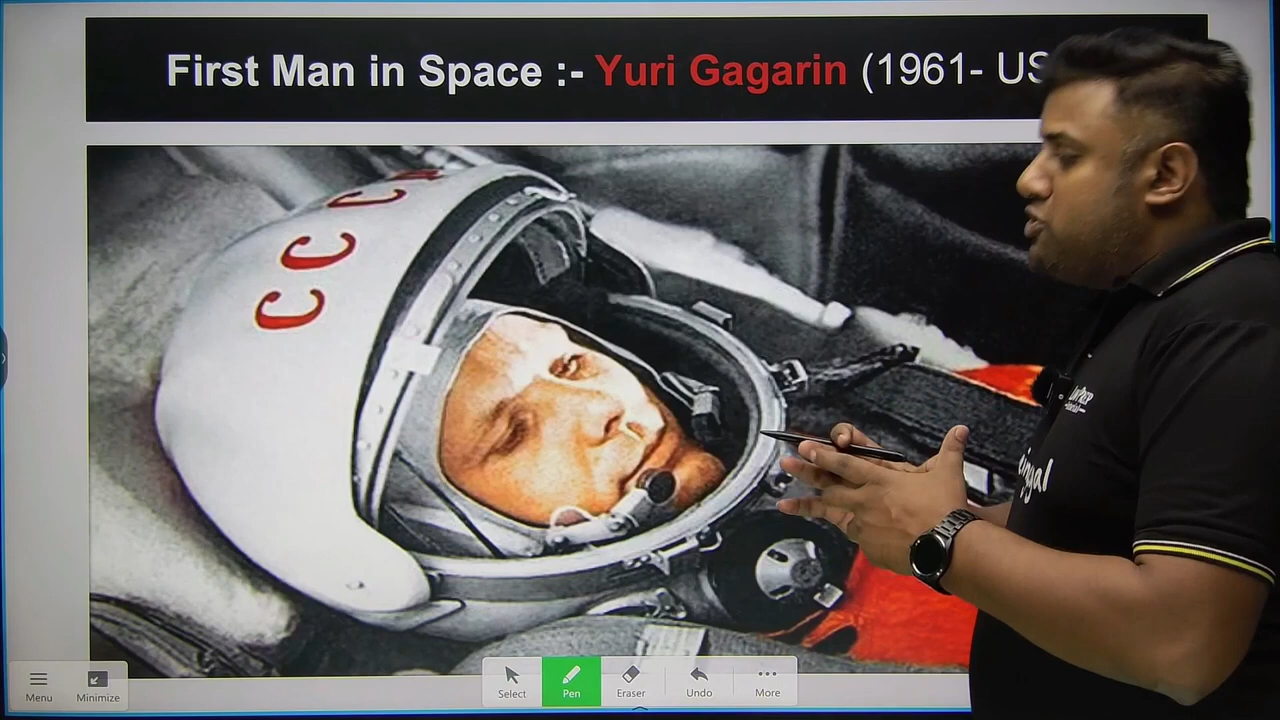 First Man in Space :- Yuri Gagarin (1961- US
СССР
Menu
Minimize
Select
Pen
Eraser
Undo
More